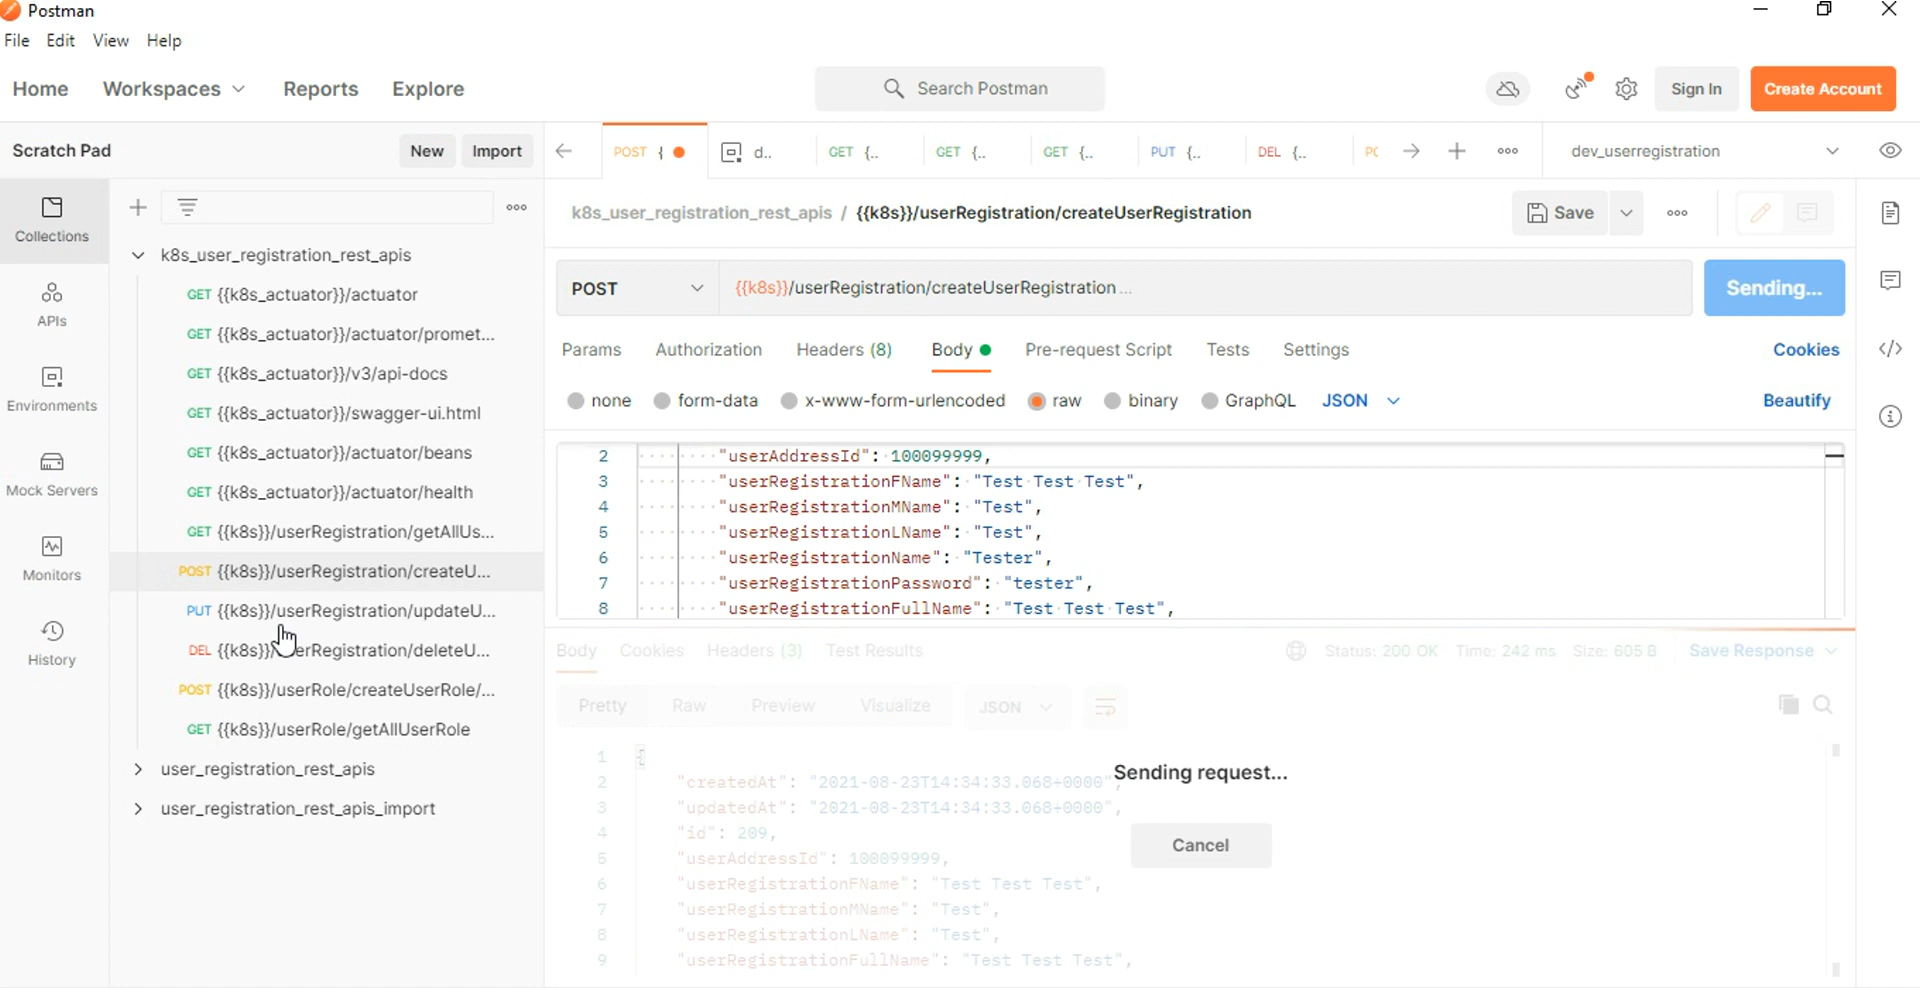 Postman
File Edit View Help
Home Workspaces Reports Explore
Search Postman
Sign In Create Account
Scratch Pad New Import
POST { d.. GET {.. GET {.. GET {.. PUT {.. DEL {.. dev_userregistration
k8s_user_registration_rest_apis / {{k8s}}/userRegistration/createUserRegistration
Save
Collections
APIs
Environments
Mock Servers
Monitors
History
k8s_user_registration_rest_apis
GET {{k8s_actuator}}/actuator
GET {{k8s_actuator}}/actuator/promet...
GET {{k8s_actuator}}/v3/api-docs
GET {{k8s_actuator}}/swagger-ui.html
GET {{k8s_actuator}}/actuator/beans
GET {{k8s_actuator}}/actuator/health
GET {{k8s}}/userRegistration/getAllUs...
POST {{k8s}}/userRegistration/createU...
PUT {{k8s}}/userRegistration/updateU...
DEL {{k8s}}/userRegistration/deleteU...
POST {{k8s}}/userRole/createUserRole/...
GET {{k8s}}/userRole/getAllUserRole
user_registration_rest_apis
user_registration_rest_apis_import
POST {{k8s}}/userRegistration/createUserRegistration ... Sending...
Params Authorization Headers (8) Body Pre-request Script Tests Settings Cookies
none form-data x-www-form-urlencoded raw binary GraphQL JSON Beautify
2 "userAddressId": 100099999,
3 "userRegistrationFName": "Test Test Test",
4 "userRegistrationMName": "Test",
5 "userRegistrationLName": "Test",
6 "userRegistrationName": "Tester",
7 "userRegistrationPassword": "tester",
8 "userRegistrationFullName": "Test Test Test",
Body Cookies Headers (3) Test Results Status: 200 OK Time: 242 ms Size: 605 B Save Response
Pretty Raw Preview Visualize JSON
1 {
2 "createdAt": "2021-08-23T14:34:33.068+0000",
3 "updatedAt": "2021-08-23T14:34:33.068+0000",
4 "id": 209,
5 "userAddressId": 100099999,
6 "userRegistrationFName": "Test Test Test",
7 "userRegistrationMName": "Test",
8 "userRegistrationLName": "Test",
9 "userRegistrationFullName": "Test Test Test",
Sending request...
Cancel